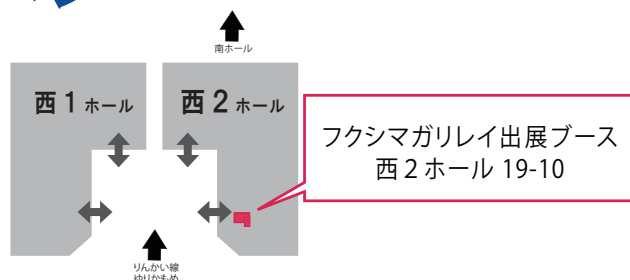 南ホール
西 1 ホール
西 2 ホール
フクシマガリレイ出展ブース
西 2 ホール 19-10
りんかい線
ゆりかもめ